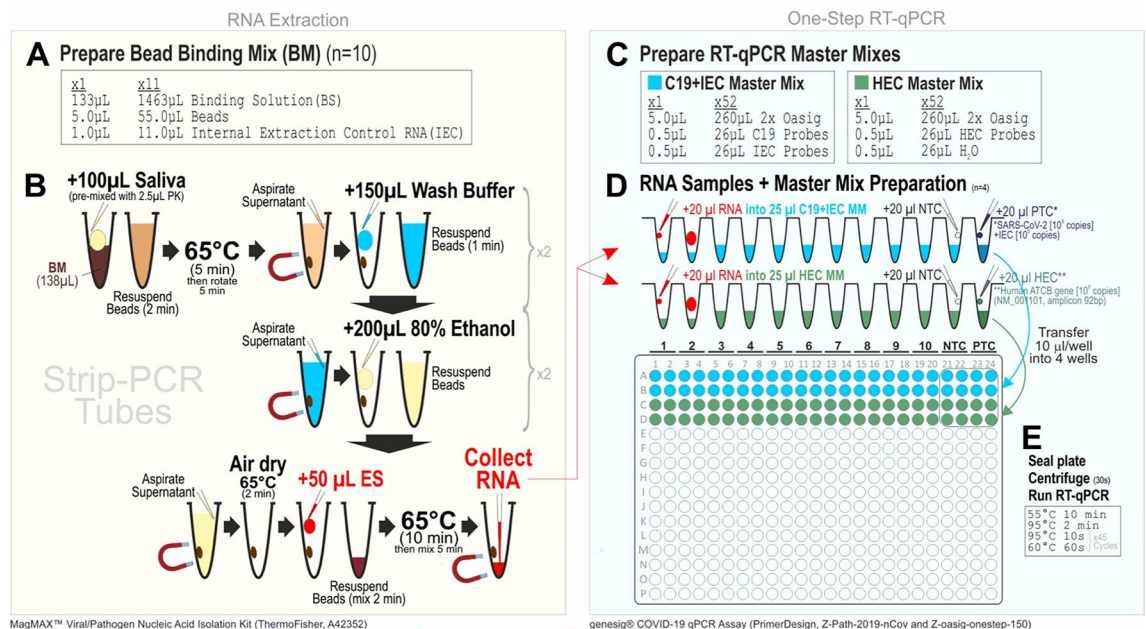 RNA Extraction
One-Step RT-qPCR
A Prepare Bead Binding Mix (BM) (n=10)
x1 x11
133µL 1463µL Binding Solution(BS)
5.0µL 55.0µL Beads
1.0µL 11.0µL Internal Extraction Control RNA(IEC)
B
+100µL Saliva
(pre-mixed with 2.5µL PK)
BM
(138µL)
Resuspend
Beads (2 min)
65°C
(5 min)
then rotate
5 min
Aspirate
Supernatant
+150µL Wash Buffer
Resuspend
Beads (1 min)
x2
Aspirate
Supernatant
+200µL 80% Ethanol
Resuspend
Beads
x2
Strip-PCR
Tubes
Aspirate
Supernatant
Air dry
65°C
(2 min)
+50 µL ES
Resuspend
Beads (mix 2 min)
65°C
(10 min)
then mix 5 min
Collect
RNA
MagMAX™ Viral/Pathogen Nucleic Acid Isolation Kit (ThermoFisher, A42352)
C Prepare RT-qPCR Master Mixes
C19+IEC Master Mix
x1 x52
5.0µL 260µL 2x Oasig
0.5µL 26µL C19 Probes
0.5µL 26µL IEC Probes
HEC Master Mix
x1 x52
5.0µL 260µL 2x Oasig
0.5µL 26µL HEC Probes
0.5µL 26µL H2O
D RNA Samples + Master Mix Preparation (n=4)
+20 µl RNA into 25 µl C19+IEC MM
+20 µl NTC
+20 µl PTC*
*SARS-CoV-2 [10⁵ copies]
+IEC [10⁵ copies)
+20 µl RNA into 25 µl HEC MM
+20 µl NTC
+20 µl HEC**
**Human ATCB gene [10⁵ copies]
(NM_001101, amplicon 92bp)
Transfer
10 µl/well
into 4 wells
1 2 3 4 5 6 7 8 9 10 NTC PTC
1 2 3 4 5 6 7 8 9 10 11 12 13 14 15 16 17 18 19 20 21 22 23 24
A
B
C
D
E
F
G
H
I
J
K
L
M
N
O
P
E
Seal plate
Centrifuge (30s)
Run RT-qPCR
55°C 10 min
95°C 2 min
95°C 10s
60°C 60s
x45
Cycles
genesig® COVID-19 qPCR Assay (PrimerDesign, Z-Path-2019-nCov and Z-oasig-onestep-150)